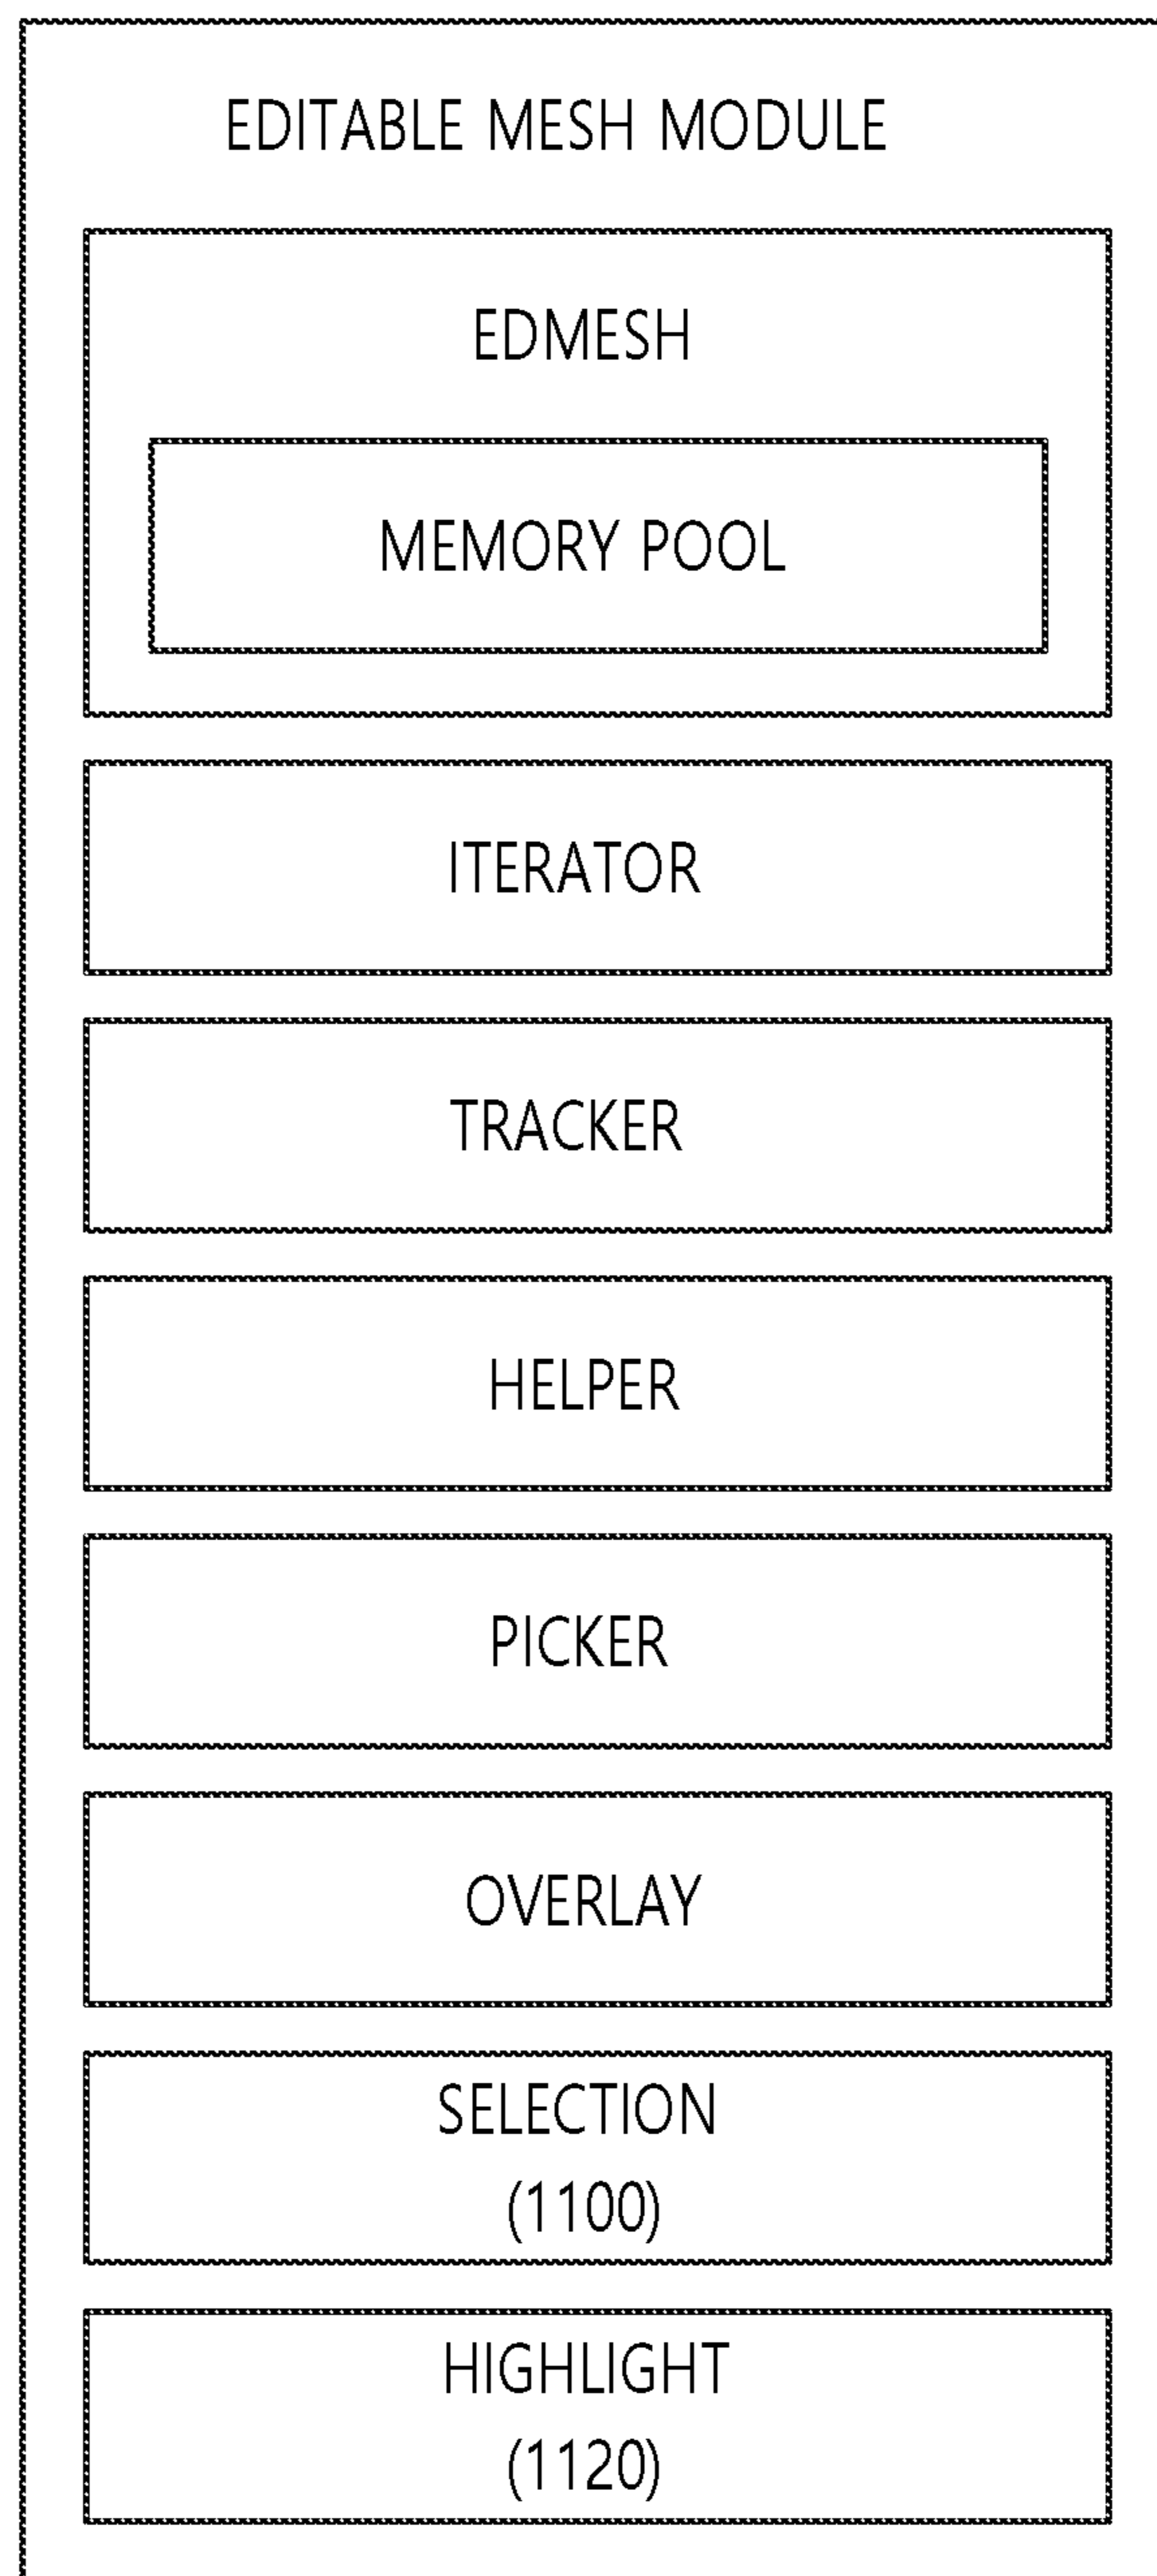 EDITABLE MESH MODULE
EDMESH
MEMORY POOL
ITERATOR
TRACKER
HELPER
PICKER
OVERLAY
SELECTION
(1100)
HIGHLIGHT
(1120)